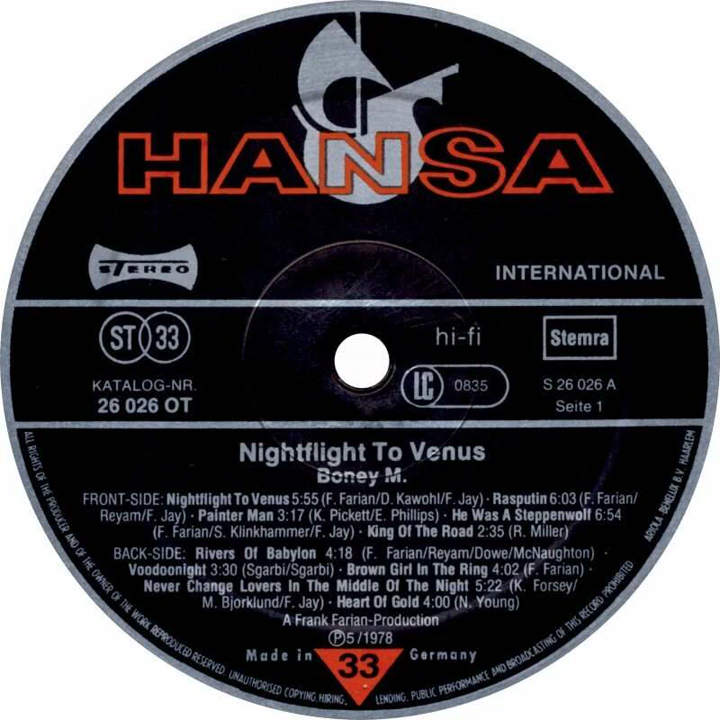 HANSA
STEREO
INTERNATIONAL
ST 33
hi-fi
Stemra
KATALOG-NR.
26 026 OT
LC 0835
S 26 026 A
Seite 1
Nightflight To Venus
Boney M.
FRONT-SIDE: Nightflight To Venus 5:55 (F. Farian/D. Kawohl/F. Jay) · Rasputin 6:03 (F. Farian/
Reyam/F. Jay) · Painter Man 3:17 (K. Pickett/E. Phillips) · He Was A Steppenwolf 6:54
(F. Farian/S. Klinkhammer/F. Jay) · King Of The Road 2:35 (R. Miller)
BACK-SIDE: Rivers Of Babylon 4:18 (F. Farian/Reyam/Dowe/McNaughton) ·
Voodoonight 3:30 (Sgarbi/Sgarbi) · Brown Girl In The Ring 4:02 (F. Farian) ·
Never Change Lovers In The Middle Of The Night 5:22 (K. Forsey/
M. Bjorklund/F. Jay) · Heart Of Gold 4:00 (N. Young)
A Frank Farian-Production
Ⓟ5/1978
Made in 33 Germany
ALL RIGHTS OF THE PRODUCER AND OF THE OWNER OF THE WORK REPRODUCED RESERVED. UNAUTHORISED COPYING, HIRING, LENDING, PUBLIC PERFORMANCE AND BROADCASTING OF THIS RECORD PROHIBITED
ARIOLA BENELUX B.V. HAARLEM